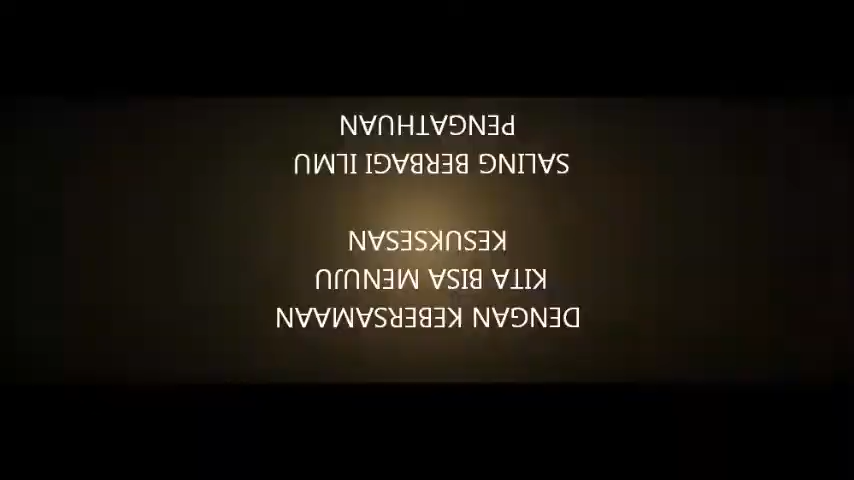 DENGAN KEBERSAMAAN
KITA BISA MENUJU
KESUKSESAN
SALING BERBAGI ILMU
PENGATHUAN